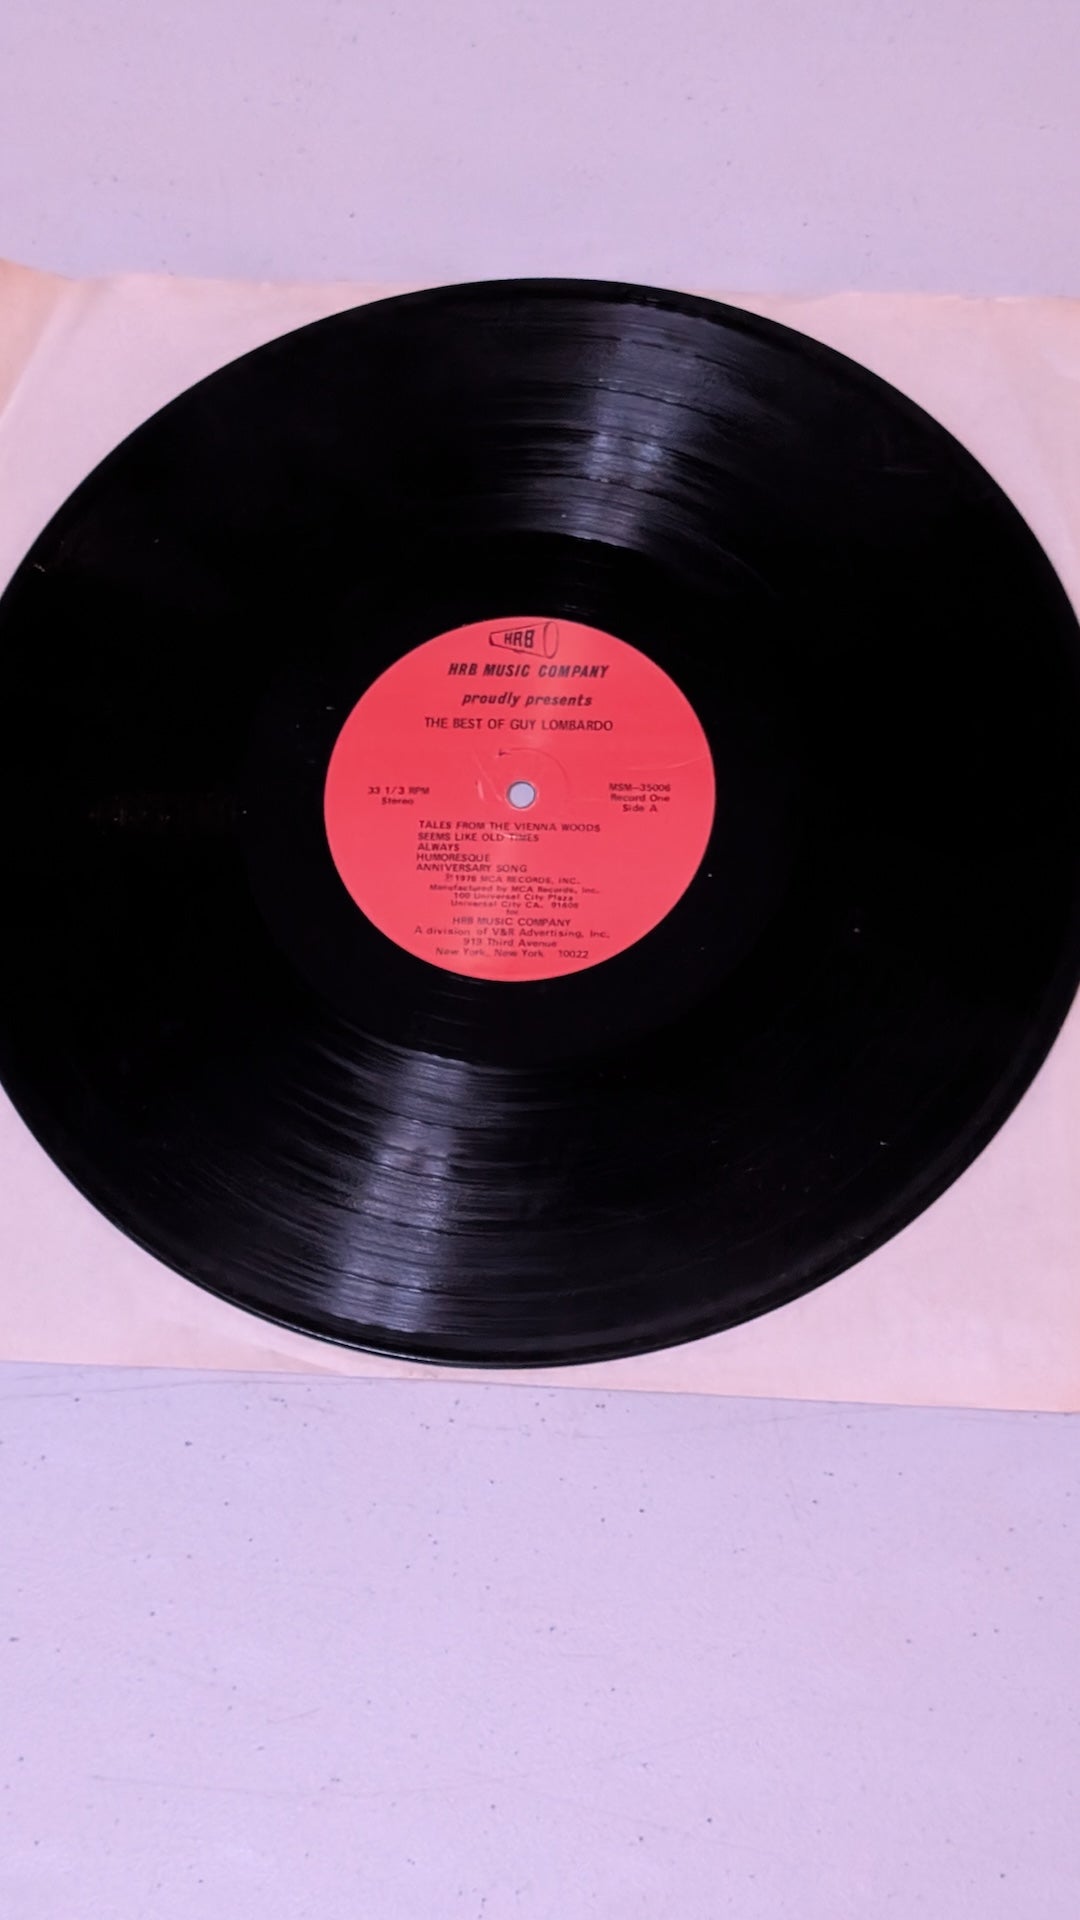 HRB
HRB MUSIC COMPANY
proudly presents
THE BEST OF GUY LOMBARDO
33 1/3 RPM
Stereo
MSM-35006
Record One
Side A
TALES FROM THE VIENNA WOODS
SEEMS LIKE OLD TIMES
ALWAYS
HUMORESQUE
ANNIVERSARY SONG
℗1976 MCA RECORDS, INC.
Manufactured by MCA Records, Inc.
100 Universal City Plaza
Universal City CA. 91608
for
HRB MUSIC COMPANY
A division of V&R Advertising, Inc.
919 Third Avenue
New York, New York 10022